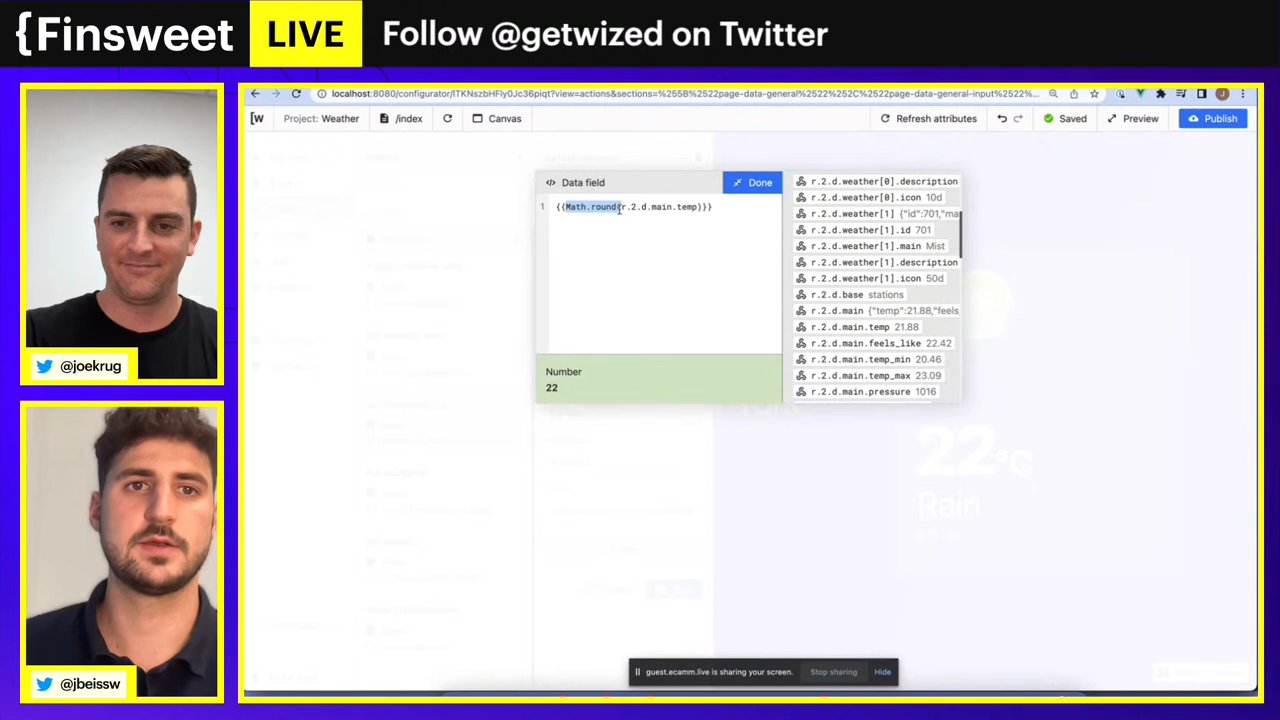 {Finsweet LIVE Follow @getwized on Twitter
@joekrug
@jbeissw
localhost:8080/configurator/lTKNszbHFly0Jc36piqt?view=actions&sections=%255B%2522page-data-general%2522%252C%2522page-data-general-input%2522%...
[W Project: Weather /index Canvas Refresh attributes Saved Preview Publish
</> Data field Done
1 {{Math.round(r.2.d.main.temp)}}
Number
22
r.2.d.weather[0].description
r.2.d.weather[0].icon 10d
r.2.d.weather[1] {"id":701,"ma
r.2.d.weather[1].id 701
r.2.d.weather[1].main Mist
r.2.d.weather[1].description
r.2.d.weather[1].icon 50d
r.2.d.base stations
r.2.d.main {"temp":21.88,"feels_
r.2.d.main.temp 21.88
r.2.d.main.feels_like 22.42
r.2.d.main.temp_min 20.46
r.2.d.main.temp_max 23.09
r.2.d.main.pressure 1016
22°C
Rain
guest.ecamm.live is sharing your screen. Stop sharing Hide